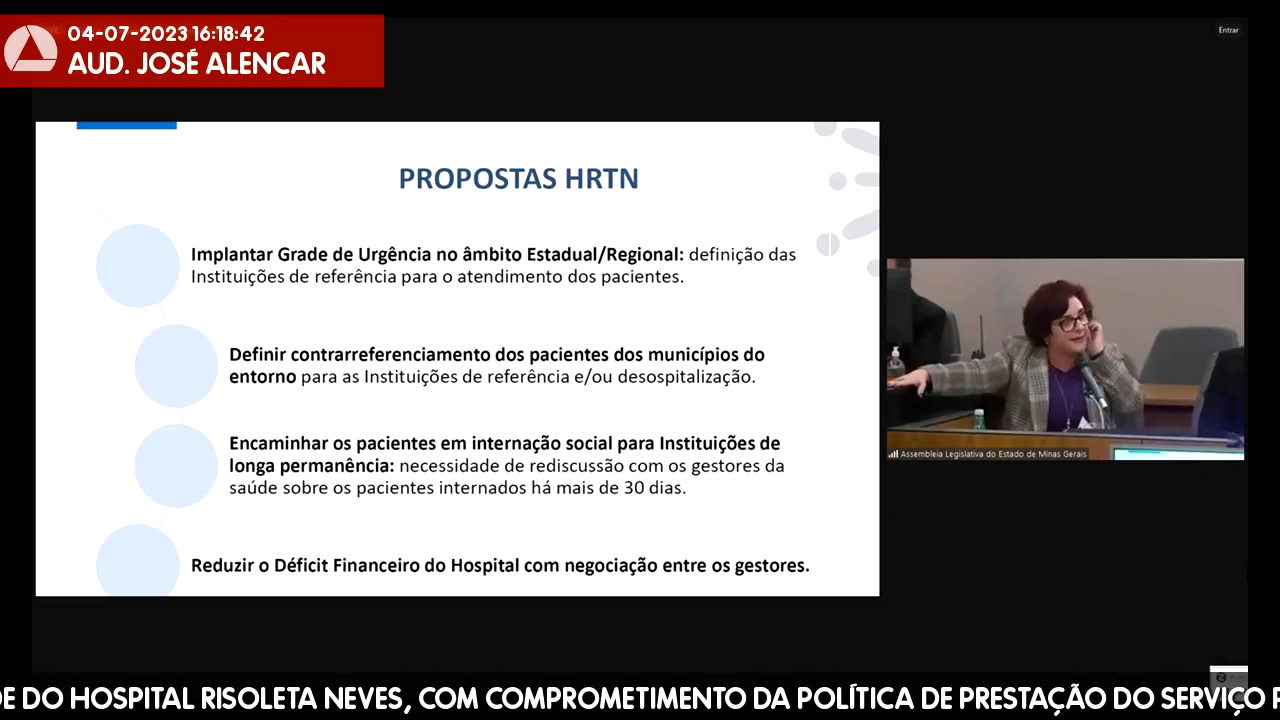 04-07-2023 16:18:42
AUD. JOSÉ ALENCAR
Entrar
PROPOSTAS HRTN
Implantar Grade de Urgência no âmbito Estadual/Regional: definição das
Instituições de referência para o atendimento dos pacientes.
Definir contrarreferenciamento dos pacientes dos municípios do
entorno para as Instituições de referência e/ou desospitalização.
Encaminhar os pacientes em internação social para Instituições de
longa permanência: necessidade de rediscussão com os gestores da
saúde sobre os pacientes internados há mais de 30 dias.
Reduzir o Déficit Financeiro do Hospital com negociação entre os gestores.
Assembleia Legislativa do Estado de Minas Gerais
DE DO HOSPITAL RISOLETA NEVES, COM COMPROMETIMENTO DA POLÍTICA DE PRESTAÇÃO DO SERVIÇO